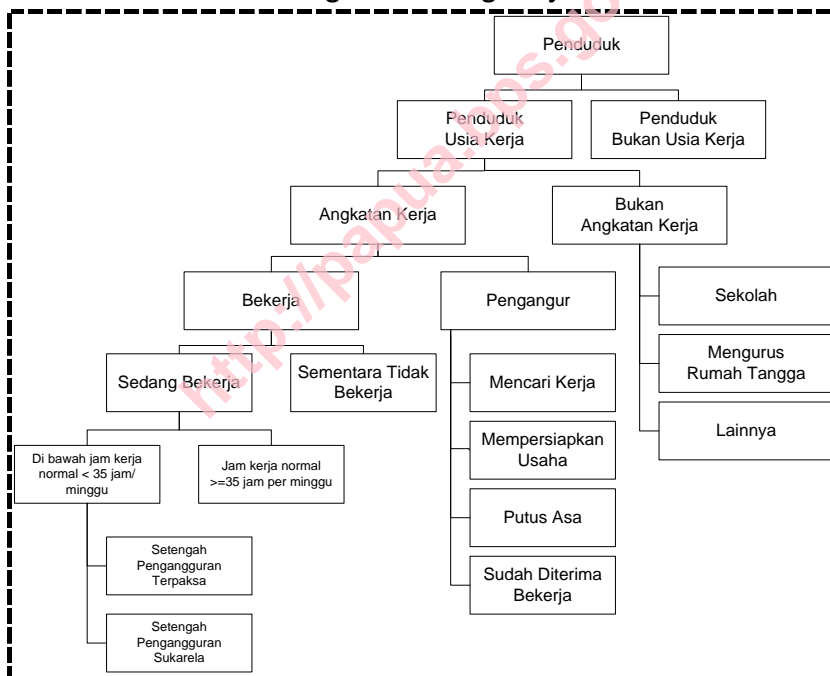 Penduduk
Penduduk
Usia Kerja
Penduduk
Bukan Usia Kerja
Angkatan Kerja
Bukan
Angkatan Kerja
Bekerja
Pengangur
Sekolah
Mengurus
Rumah Tangga
Lainnya
Sedang Bekerja
Sementara Tidak
Bekerja
Mencari Kerja
Mempersiapkan
Usaha
Putus Asa
Sudah Diterima
Bekerja
Di bawah jam kerja
normal < 35 jam/
minggu
Jam kerja normal
>=35 jam per minggu
Setengah
Pengangguran
Terpaksa
Setengah
Pengangguran
Sukarela
http://papua.bps.go